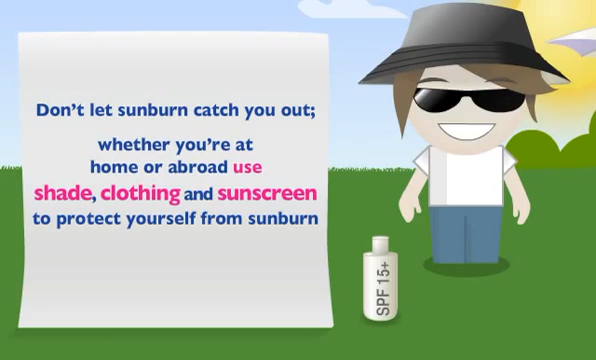 Don't let sunburn catch you out;
whether you're at
home or abroad use
shade, clothing and sunscreen
to protect yourself from sunburn
SPF 15+